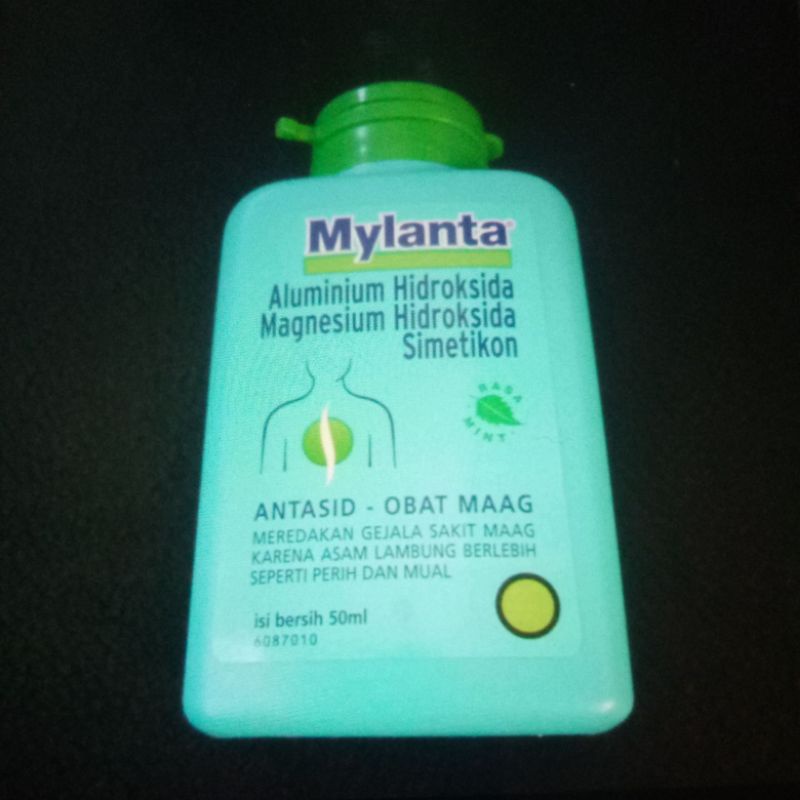 Mylanta®
Aluminium Hidroksida
Magnesium Hidroksida
Simetikon
RASA
MINT
ANTASID - OBAT MAAG
MEREDAKAN GEJALA SAKIT MAAG
KARENA ASAM LAMBUNG BERLEBIH
SEPERTI PERIH DAN MUAL
isi bersih 50ml
6087010